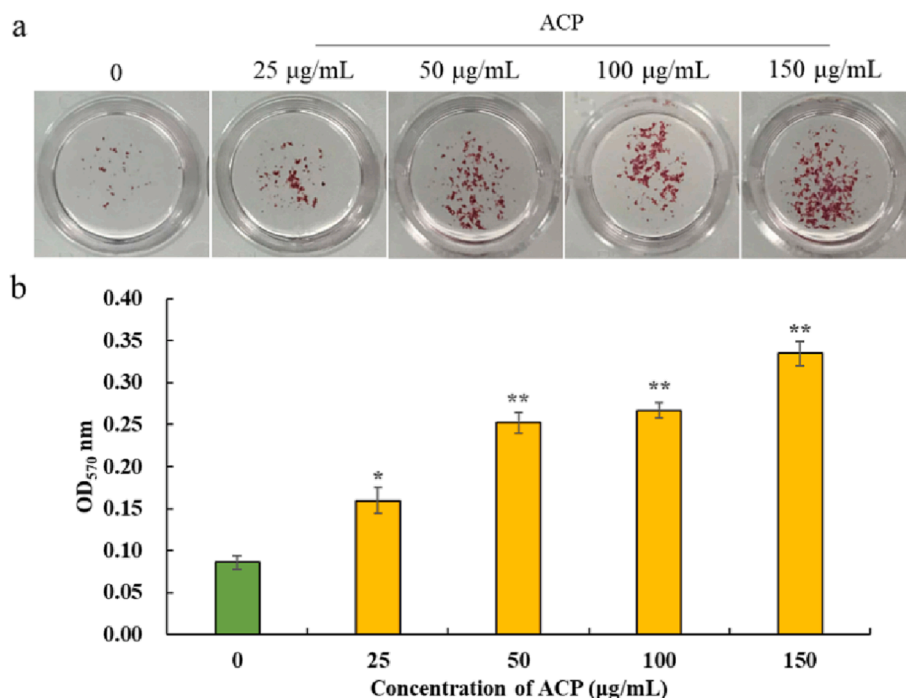 a
ACP
0 25 µg/mL 50 µg/mL 100 µg/mL 150 µg/mL
b
0.40
0.35
0.30
0.25
0.20
0.15
0.10
0.05
0.00
OD570 nm
*
**
**
**
0 25 50 100 150
Concentration of ACP (µg/mL)